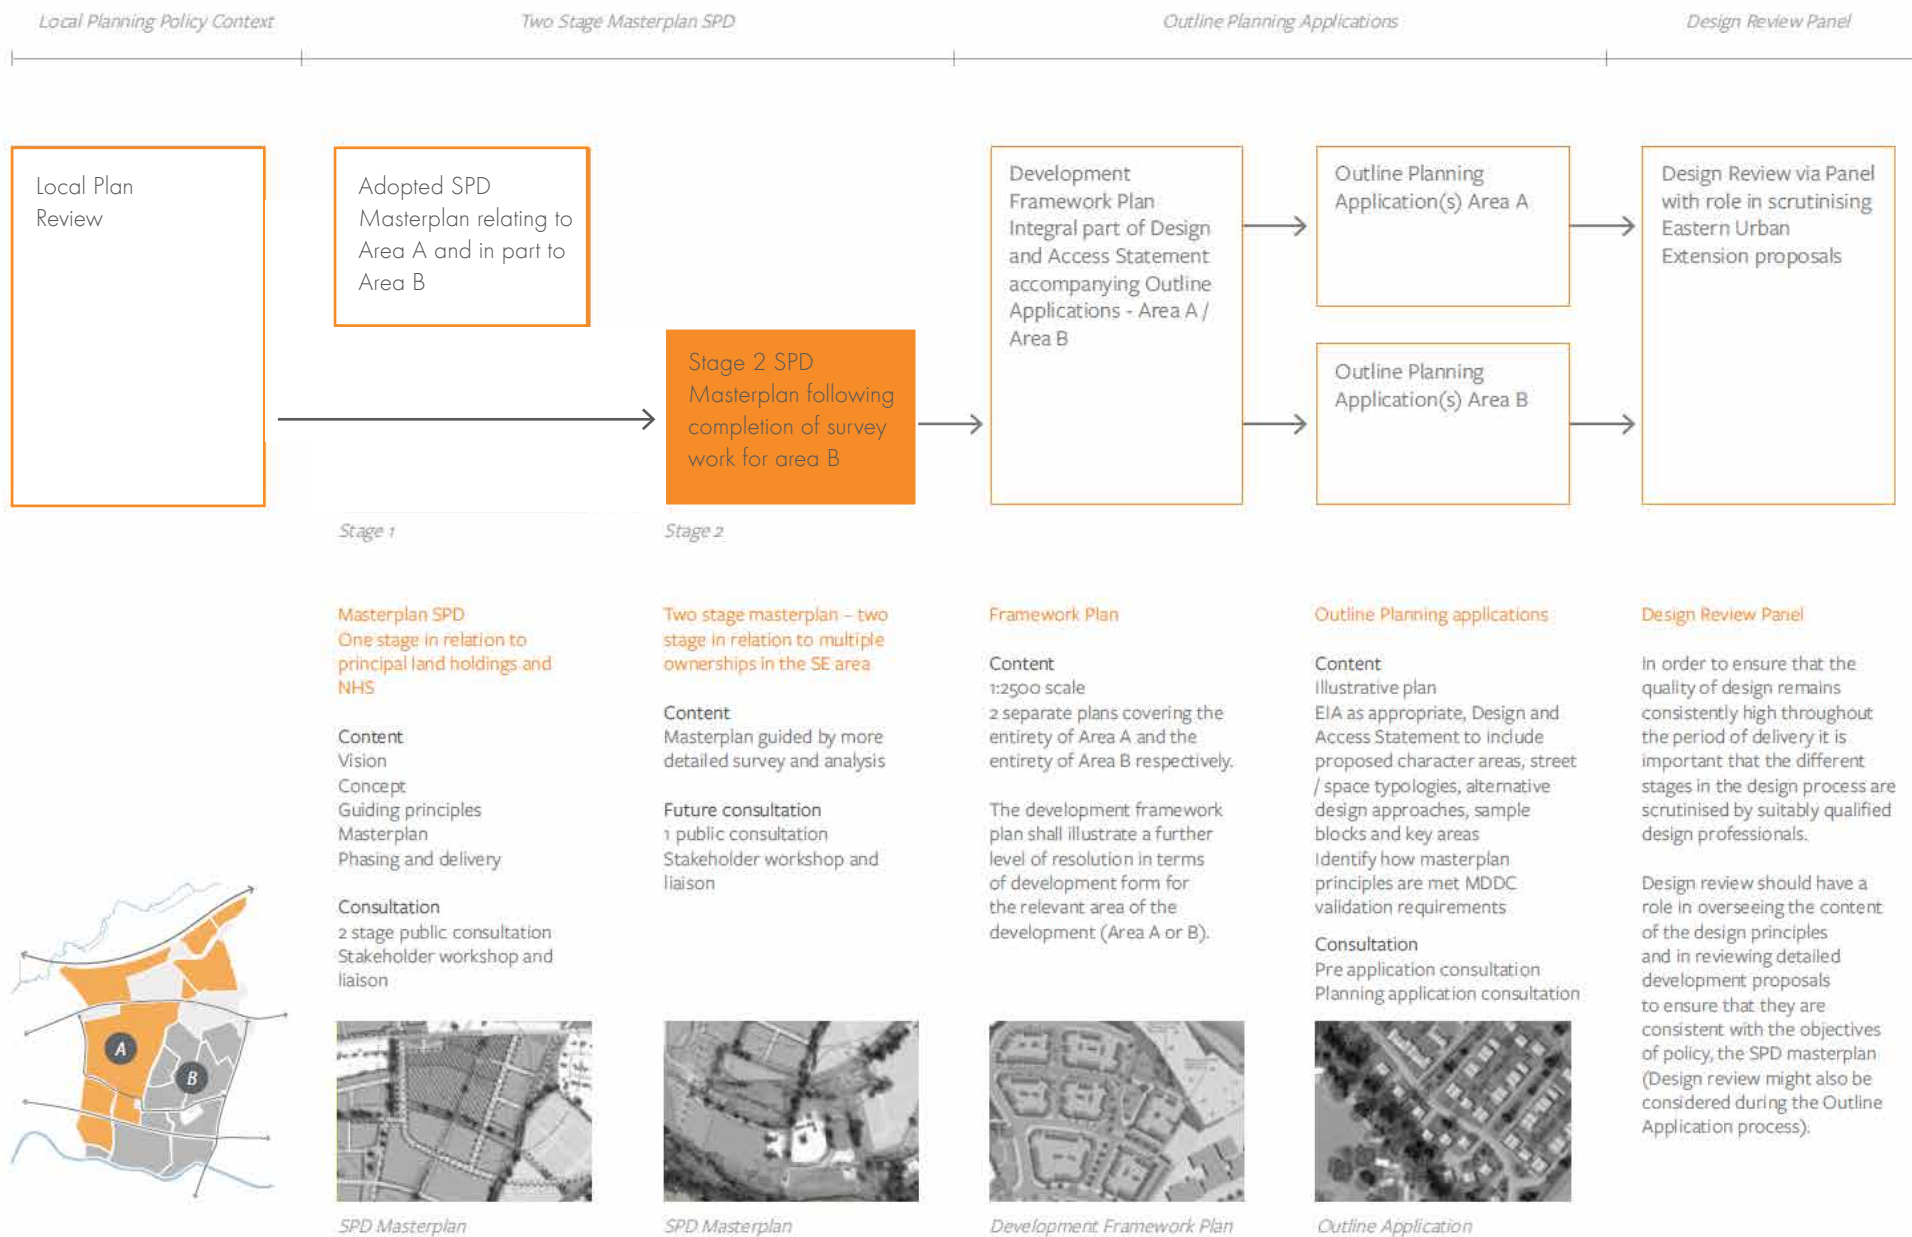 Local Planning Policy Context
Two Stage Masterplan SPD
Outline Planning Applications
Design Review Panel
Local Plan
Review
Adopted SPD
Masterplan relating to
Area A and in part to
Area B
Stage 2 SPD
Masterplan following
completion of survey
work for area B
Development
Framework Plan
Integral part of Design
and Access Statement
accompanying Outline
Applications - Area A /
Area B
Outline Planning
Application(s) Area A
Outline Planning
Application(s) Area B
Design Review via Panel
with role in scrutinising
Eastern Urban
Extension proposals
Stage 1
Stage 2
Masterplan SPD
One stage in relation to
principal land holdings and
NHS
Content
Vision
Concept
Guiding principles
Masterplan
Phasing and delivery
Consultation
2 stage public consultation
Stakeholder workshop and
liaison
Two stage masterplan – two
stage in relation to multiple
ownerships in the SE area
Content
Masterplan guided by more
detailed survey and analysis
Future consultation
1 public consultation
Stakeholder workshop and
liaison
Framework Plan
Content
1:2500 scale
2 separate plans covering the
entirety of Area A and the
entirety of Area B respectively.
The development framework
plan shall illustrate a further
level of resolution in terms
of development form for
the relevant area of the
development (Area A or B).
Outline Planning applications
Content
Illustrative plan
EIA as appropriate, Design and
Access Statement to include
proposed character areas, street
/ space typologies, alternative
design approaches, sample
blocks and key areas
Identify how masterplan
principles are met MDDC
validation requirements
Consultation
Pre application consultation
Planning application consultation
Design Review Panel
In order to ensure that the
quality of design remains
consistently high throughout
the period of delivery it is
important that the different
stages in the design process are
scrutinised by suitably qualified
design professionals.
Design review should have a
role in overseeing the content
of the design principles
and in reviewing detailed
development proposals
to ensure that they are
consistent with the objectives
of policy, the SPD masterplan
(Design review might also be
considered during the Outline
Application process).
A
B
SPD Masterplan
SPD Masterplan
Development Framework Plan
Outline Application